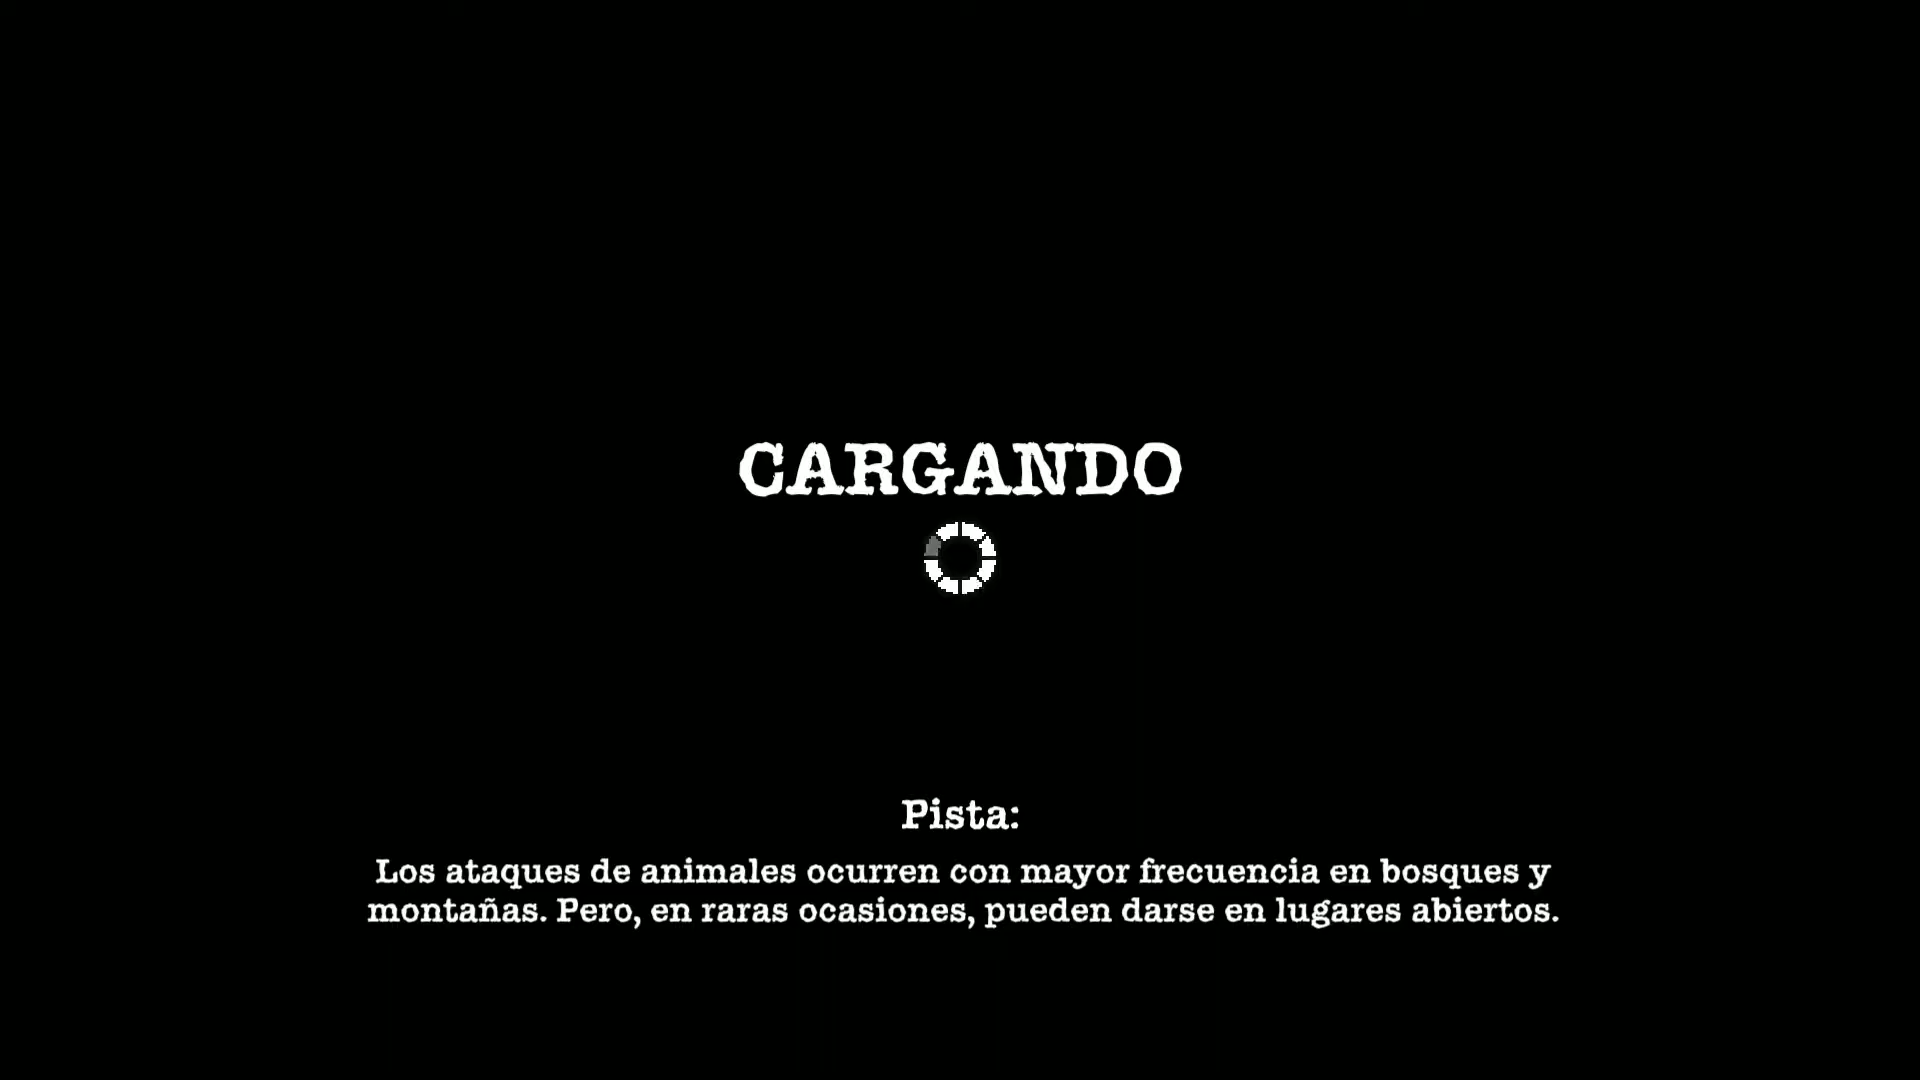 CARGANDO
Pista:
Los ataques de animales ocurren con mayor frecuencia en bosques y
montañas. Pero, en raras ocasiones, pueden darse en lugares abiertos.